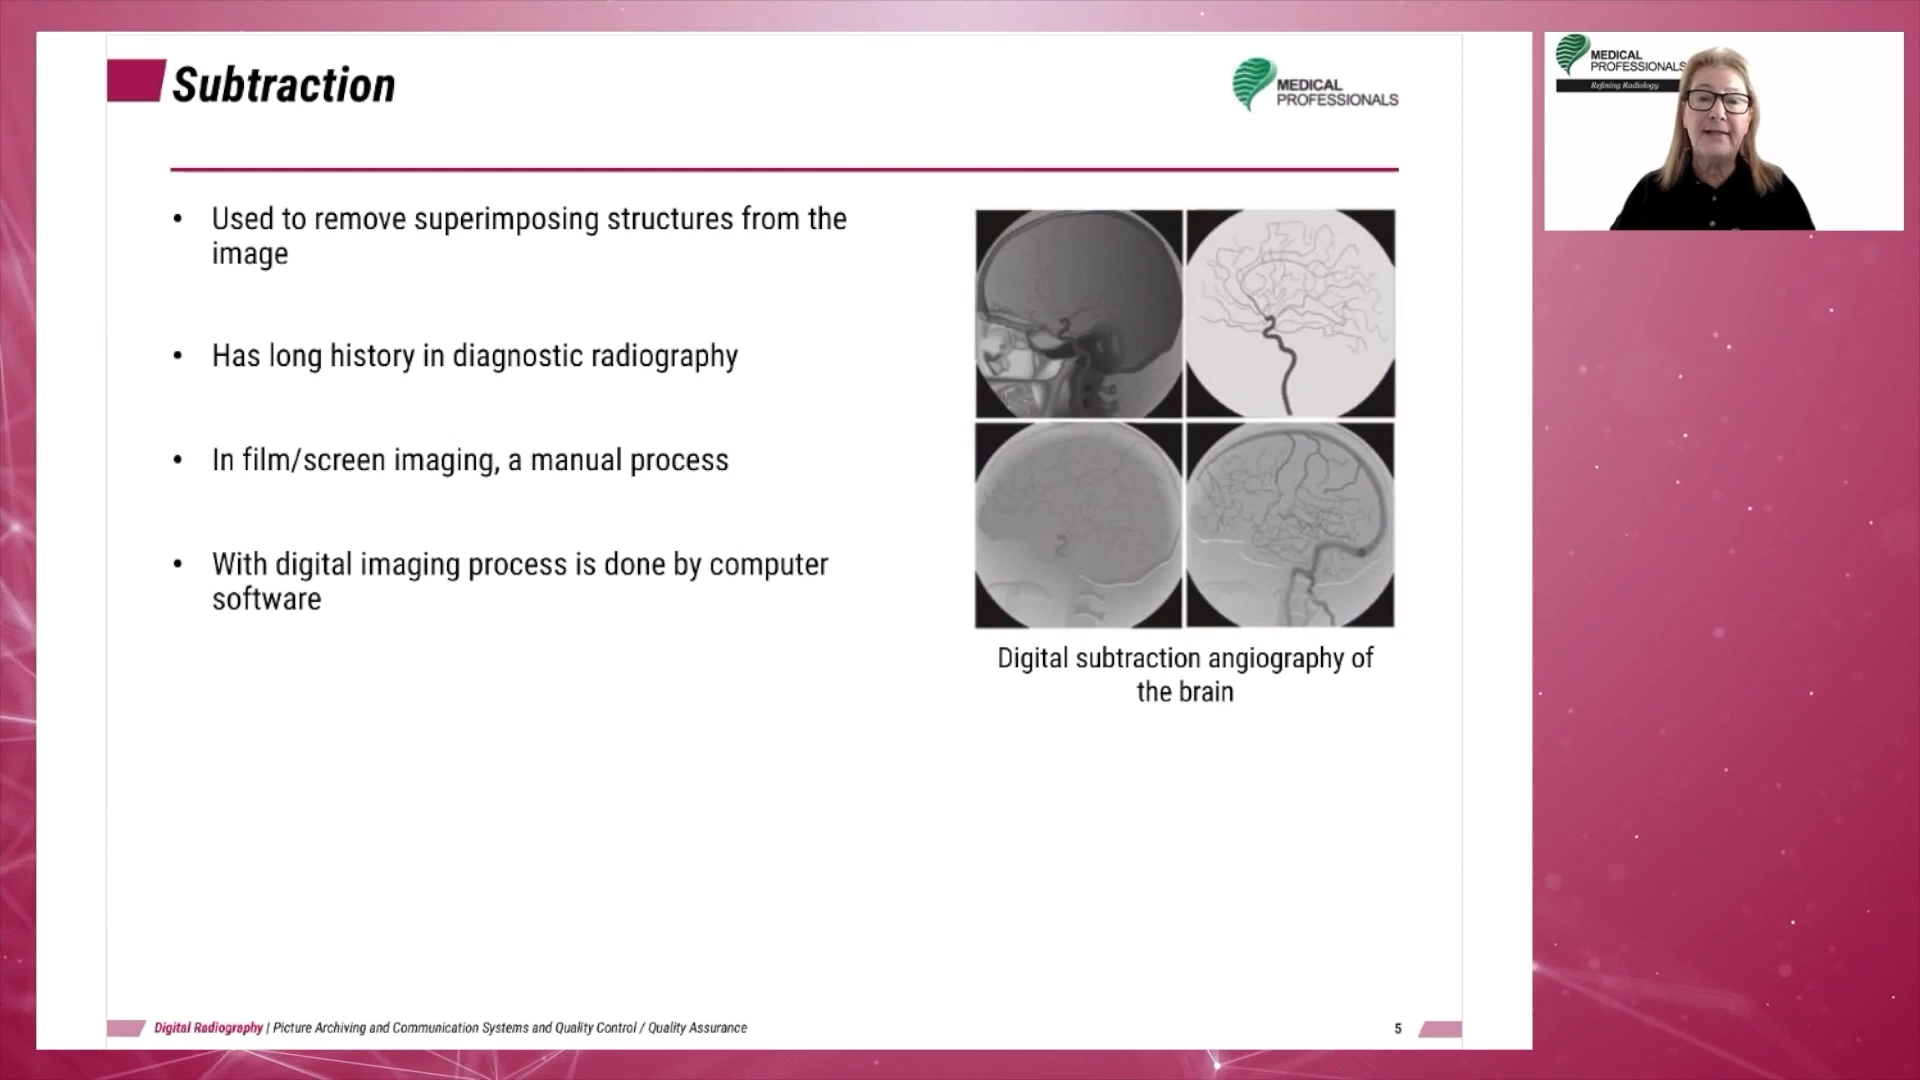 Subtraction
MEDICAL
PROFESSIONALS
MEDICAL
PROFESSIONALS
Refining Radiology
• Used to remove superimposing structures from the
image
• Has long history in diagnostic radiography
• In film/screen imaging, a manual process
• With digital imaging process is done by computer
software
Digital subtraction angiography of
the brain
Digital Radiography | Picture Archiving and Communication Systems and Quality Control / Quality Assurance
5